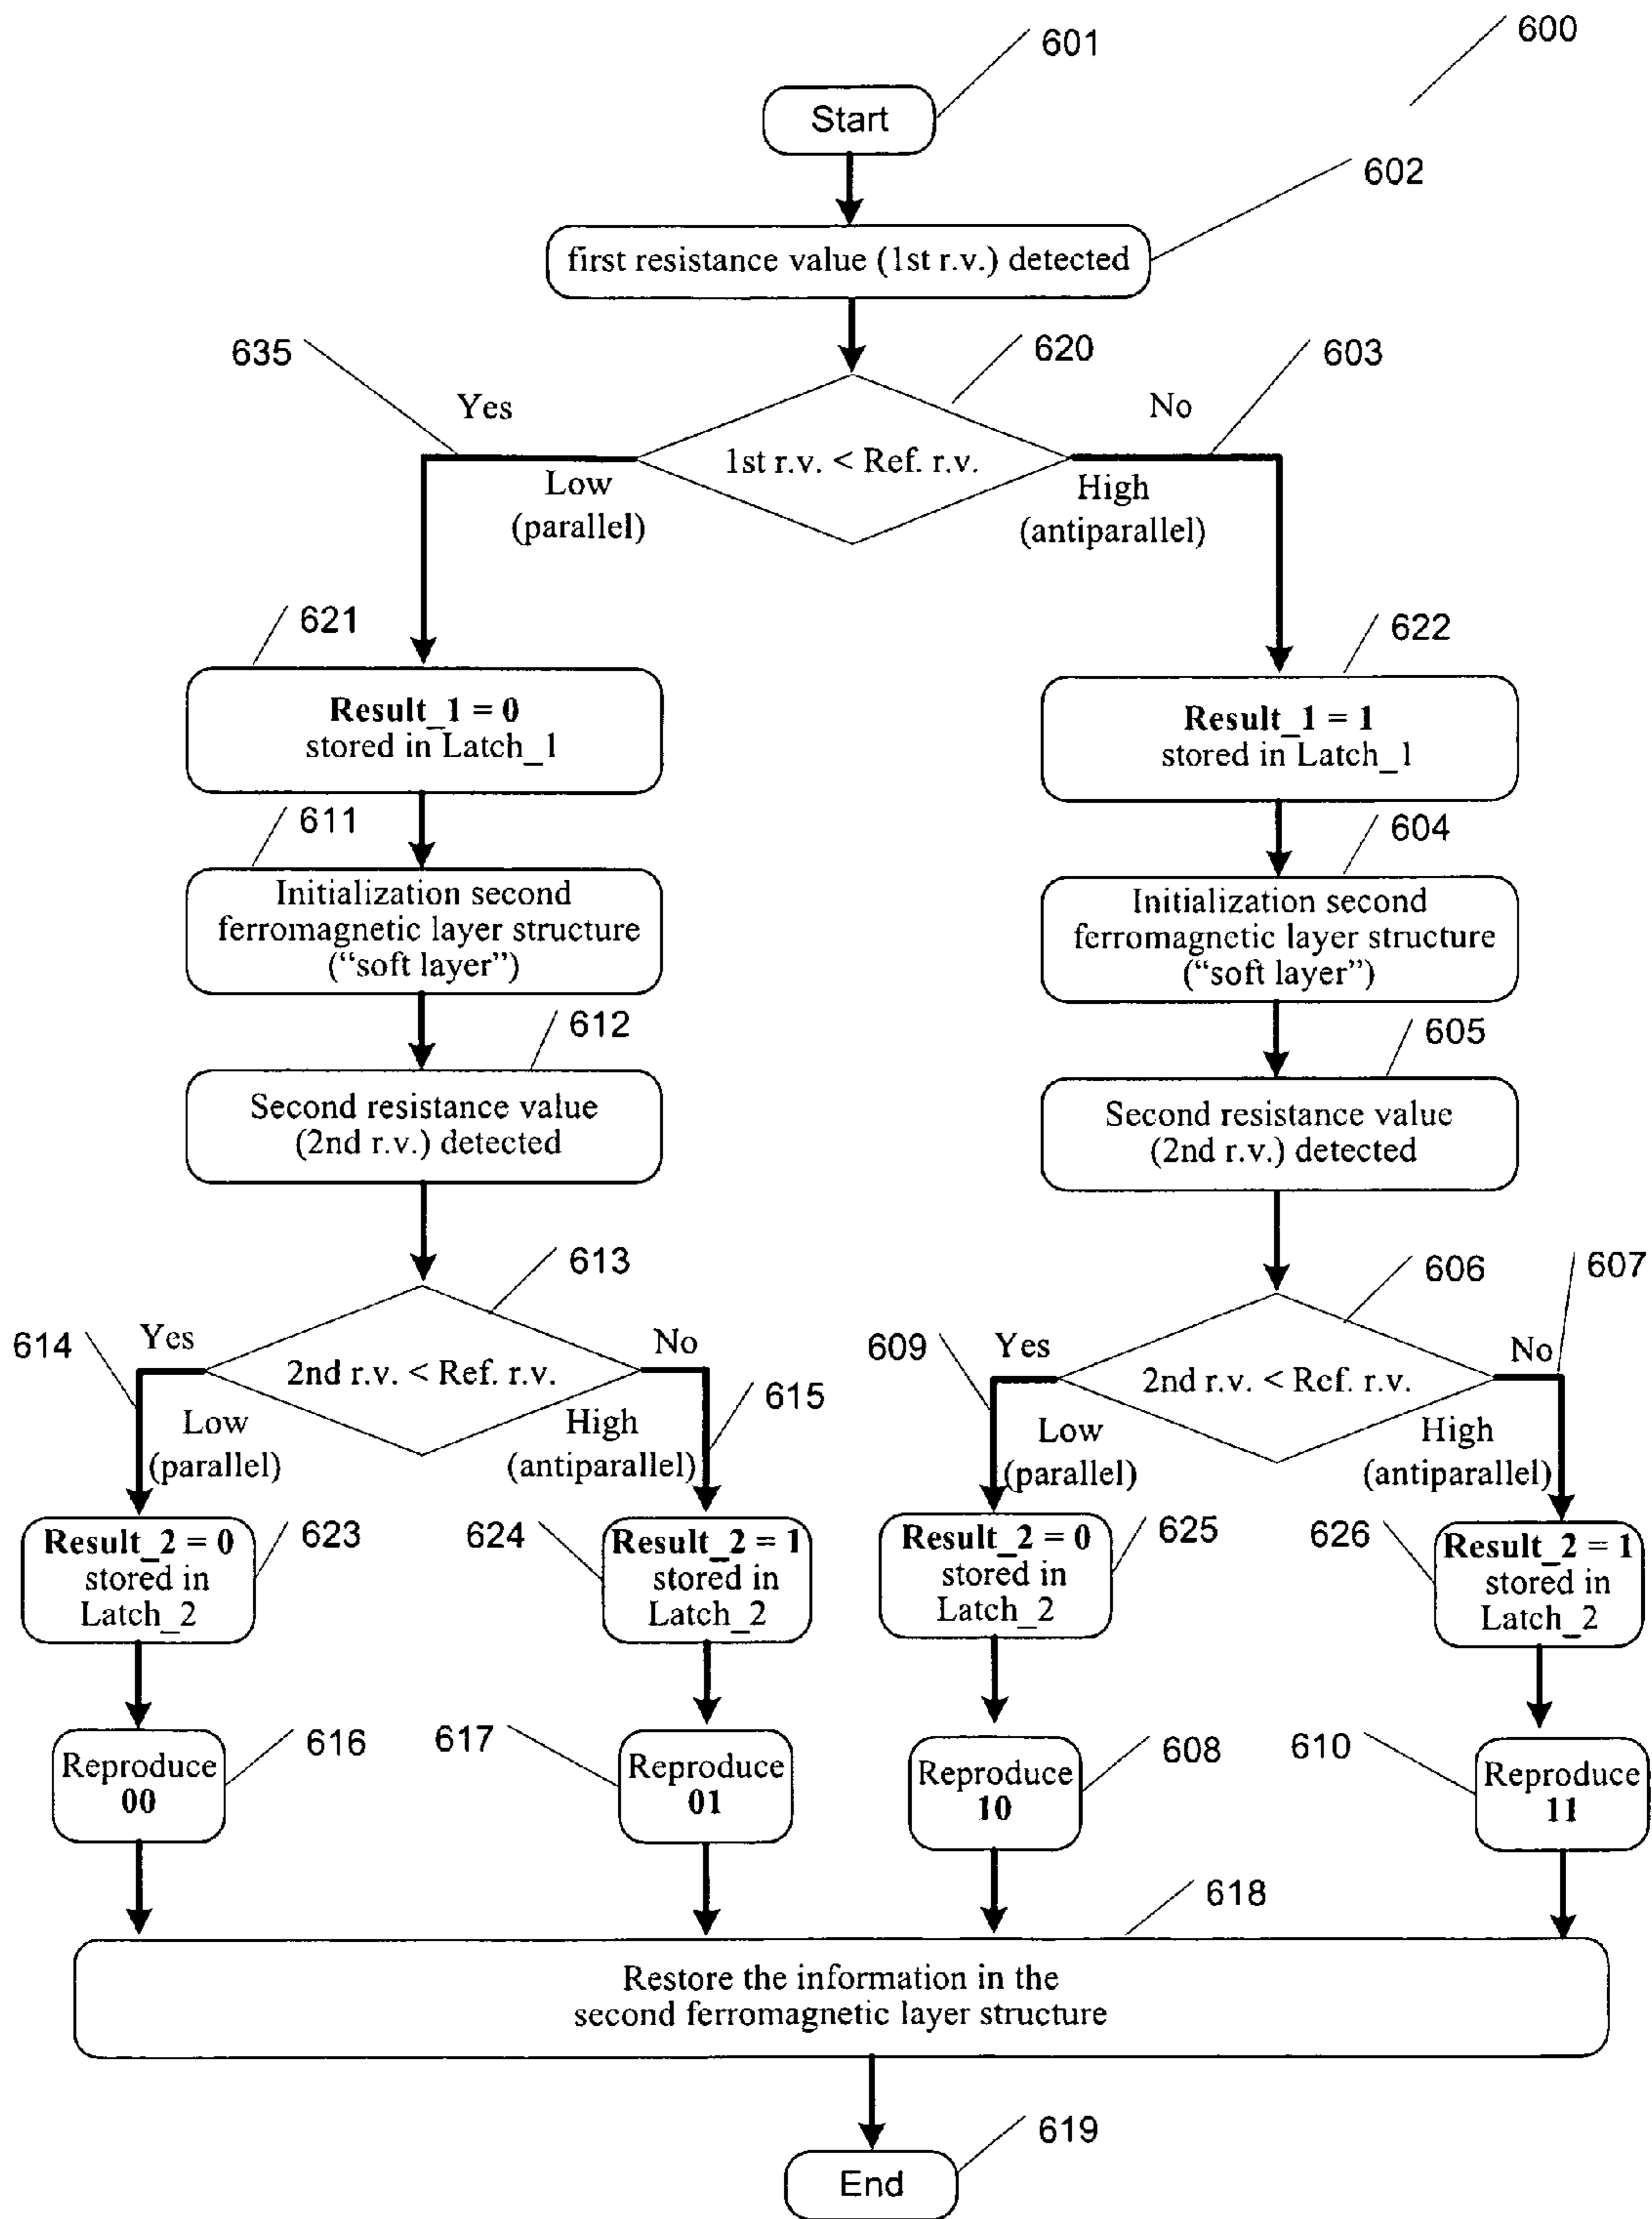 600
601
Start
602
first resistance value (1st r.v.) detected
635
620
603
Yes
No
1st r.v. < Ref. r.v.
Low
(parallel)
High
(antiparallel)
621
622
Result_1 = 0
stored in Latch_1
Result_1 = 1
stored in Latch_1
611
604
Initialization second
ferromagnetic layer structure
(“soft layer”)
Initialization second
ferromagnetic layer structure
(“soft layer”)
612
605
Second resistance value
(2nd r.v.) detected
Second resistance value
(2nd r.v.) detected
613
606
607
614
Yes
No
609
Yes
No
2nd r.v. < Ref. r.v.
2nd r.v. < Ref. r.v.
615
Low
(parallel)
High
(antiparallel)
Low
(parallel)
High
(antiparallel)
Result_2 = 0
stored in
Latch_2
623
624
Result_2 = 1
stored in
Latch_2
Result_2 = 0
stored in
Latch_2
625
626
Result_2 = 1
stored in
Latch_2
Reproduce
00
616
617
Reproduce
01
Reproduce
10
608
610
Reproduce
11
618
Restore the information in the
second ferromagnetic layer structure
619
End